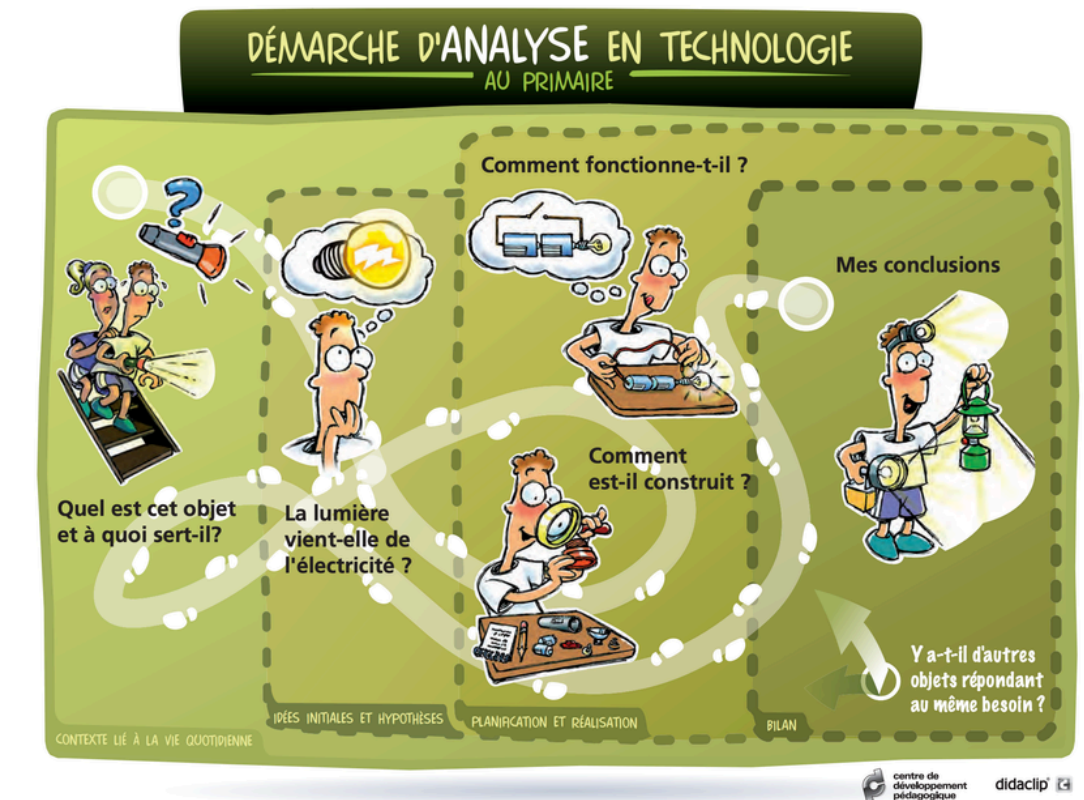 DÉMARCHE D'ANALYSE EN TECHNOLOGIE
AU PRIMAIRE
Comment fonctionne-t-il ?
Mes conclusions
Comment
est-il construit ?
Quel est cet objet
et à quoi sert-il?
La lumière
vient-elle de
l'électricité ?
Y a-t-il d'autres
objets répondant
au même besoin ?
IDÉES INITIALES ET HYPOTHÈSES
PLANIFICATION ET RÉALISATION
BILAN
CONTEXTE LIÉ À LA VIE QUOTIDIENNE
centre de
développement
pédagogique
didaclip